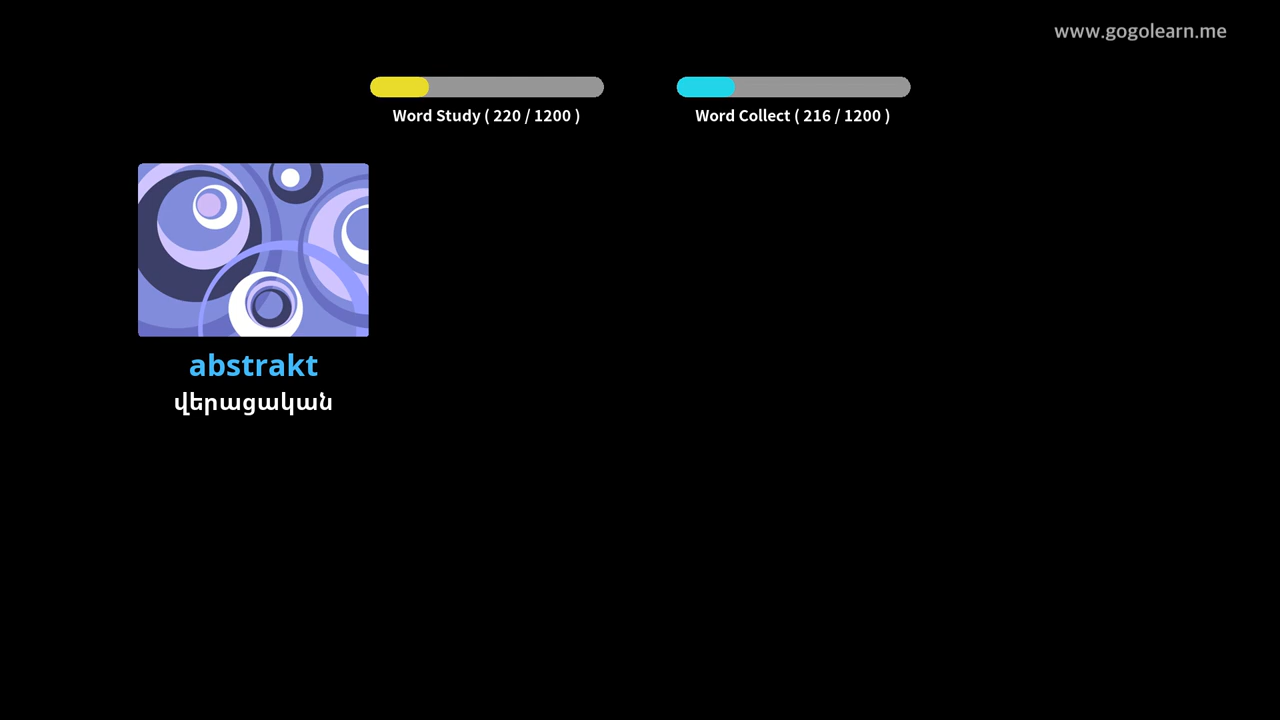 www.gogolearn.me
Word Study ( 220 / 1200 )
Word Collect ( 216 / 1200 )
abstrakt
վերացական